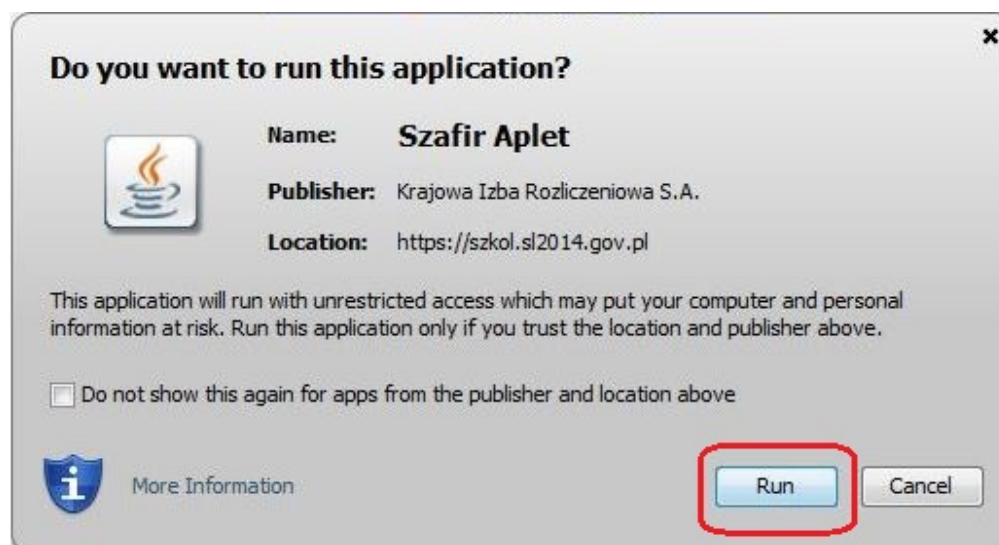 Do you want to run this application?
Name: Szafir Aplet
Publisher: Krajowa Izba Rozliczeniowa S.A.
Location: https://szkol.sl2014.gov.pl
This application will run with unrestricted access which may put your computer and personal
information at risk. Run this application only if you trust the location and publisher above.
Do not show this again for apps from the publisher and location above
More Information
Run
Cancel